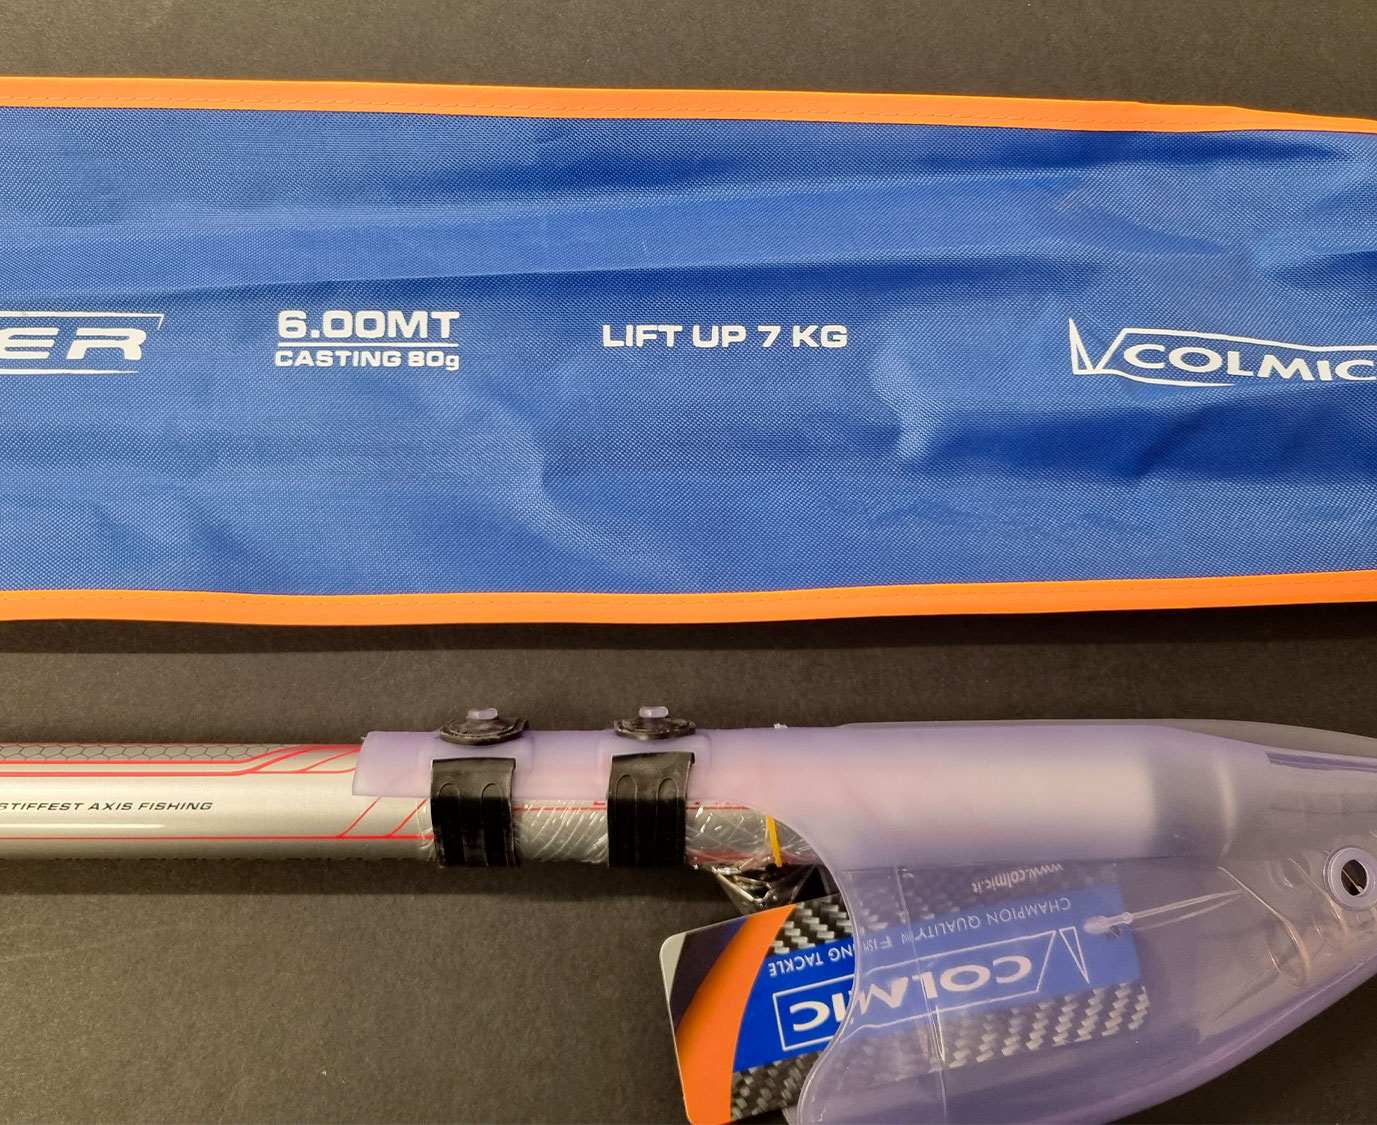 ER
6.00MT
CASTING 80g
LIFT UP 7 KG
COLMIC
STIFFEST AXIS FISHING
www.colmic.it
CHAMPION QUALITY IN FISHING TACKLE
COLMIC